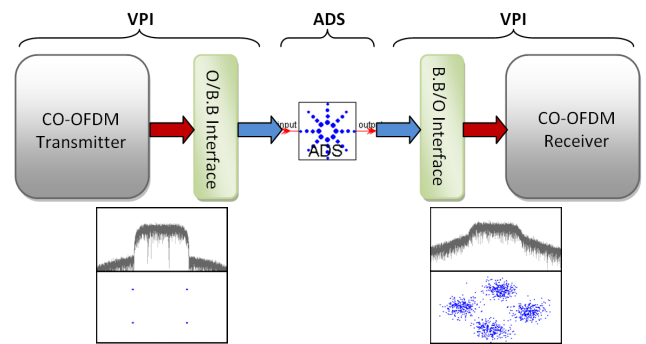 VPI
ADS
VPI
CO-OFDM
Transmitter
O/B.B Interface
input
ADS
output
B.B/O Interface
CO-OFDM
Receiver